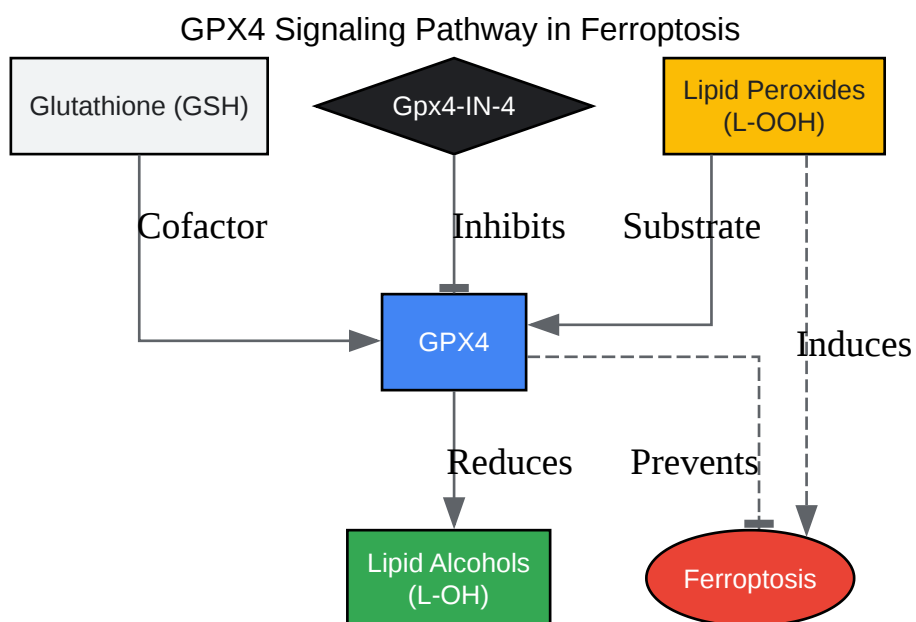 GPX4 Signaling Pathway in Ferroptosis
Glutathione (GSH)
Gpx4-IN-4
Lipid Peroxides
(L-OOH)
Cofactor
Inhibits
Substrate
GPX4
Induces
Reduces
Prevents
Lipid Alcohols
(L-OH)
Ferroptosis